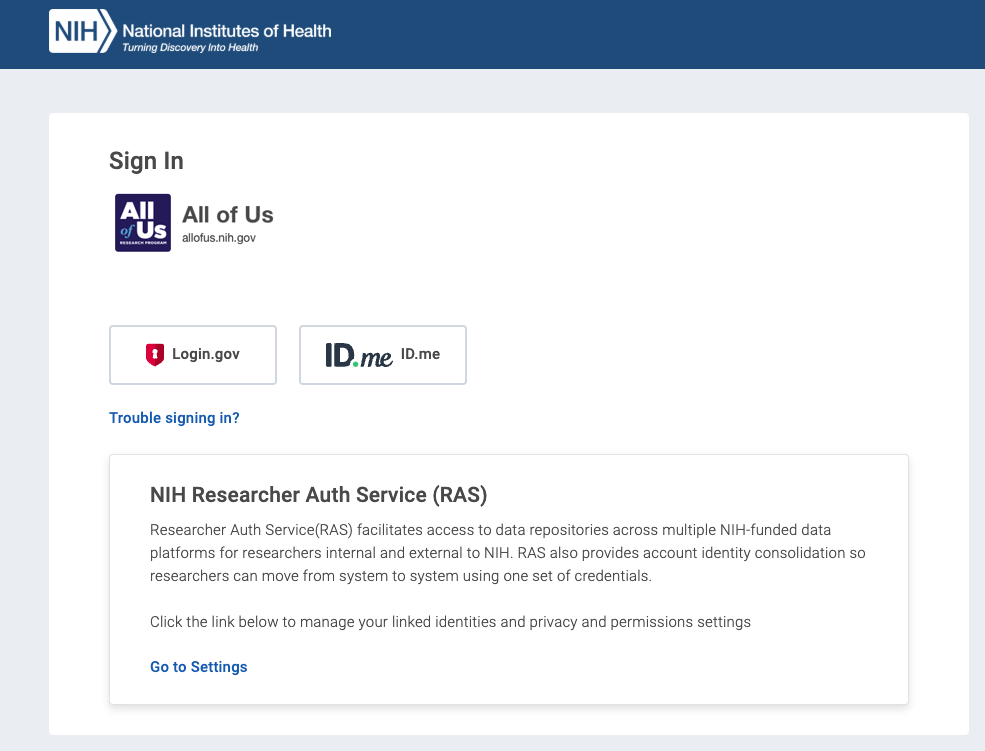 NIH National Institutes of Health
Turning Discovery Into Health
Sign In
All of Us RESEARCH PROGRAM
All of Us
allofus.nih.gov
Login.gov
ID.me ID.me
Trouble signing in?
NIH Researcher Auth Service (RAS)
Researcher Auth Service(RAS) facilitates access to data repositories across multiple NIH-funded data
platforms for researchers internal and external to NIH. RAS also provides account identity consolidation so
researchers can move from system to system using one set of credentials.
Click the link below to manage your linked identities and privacy and permissions settings
Go to Settings